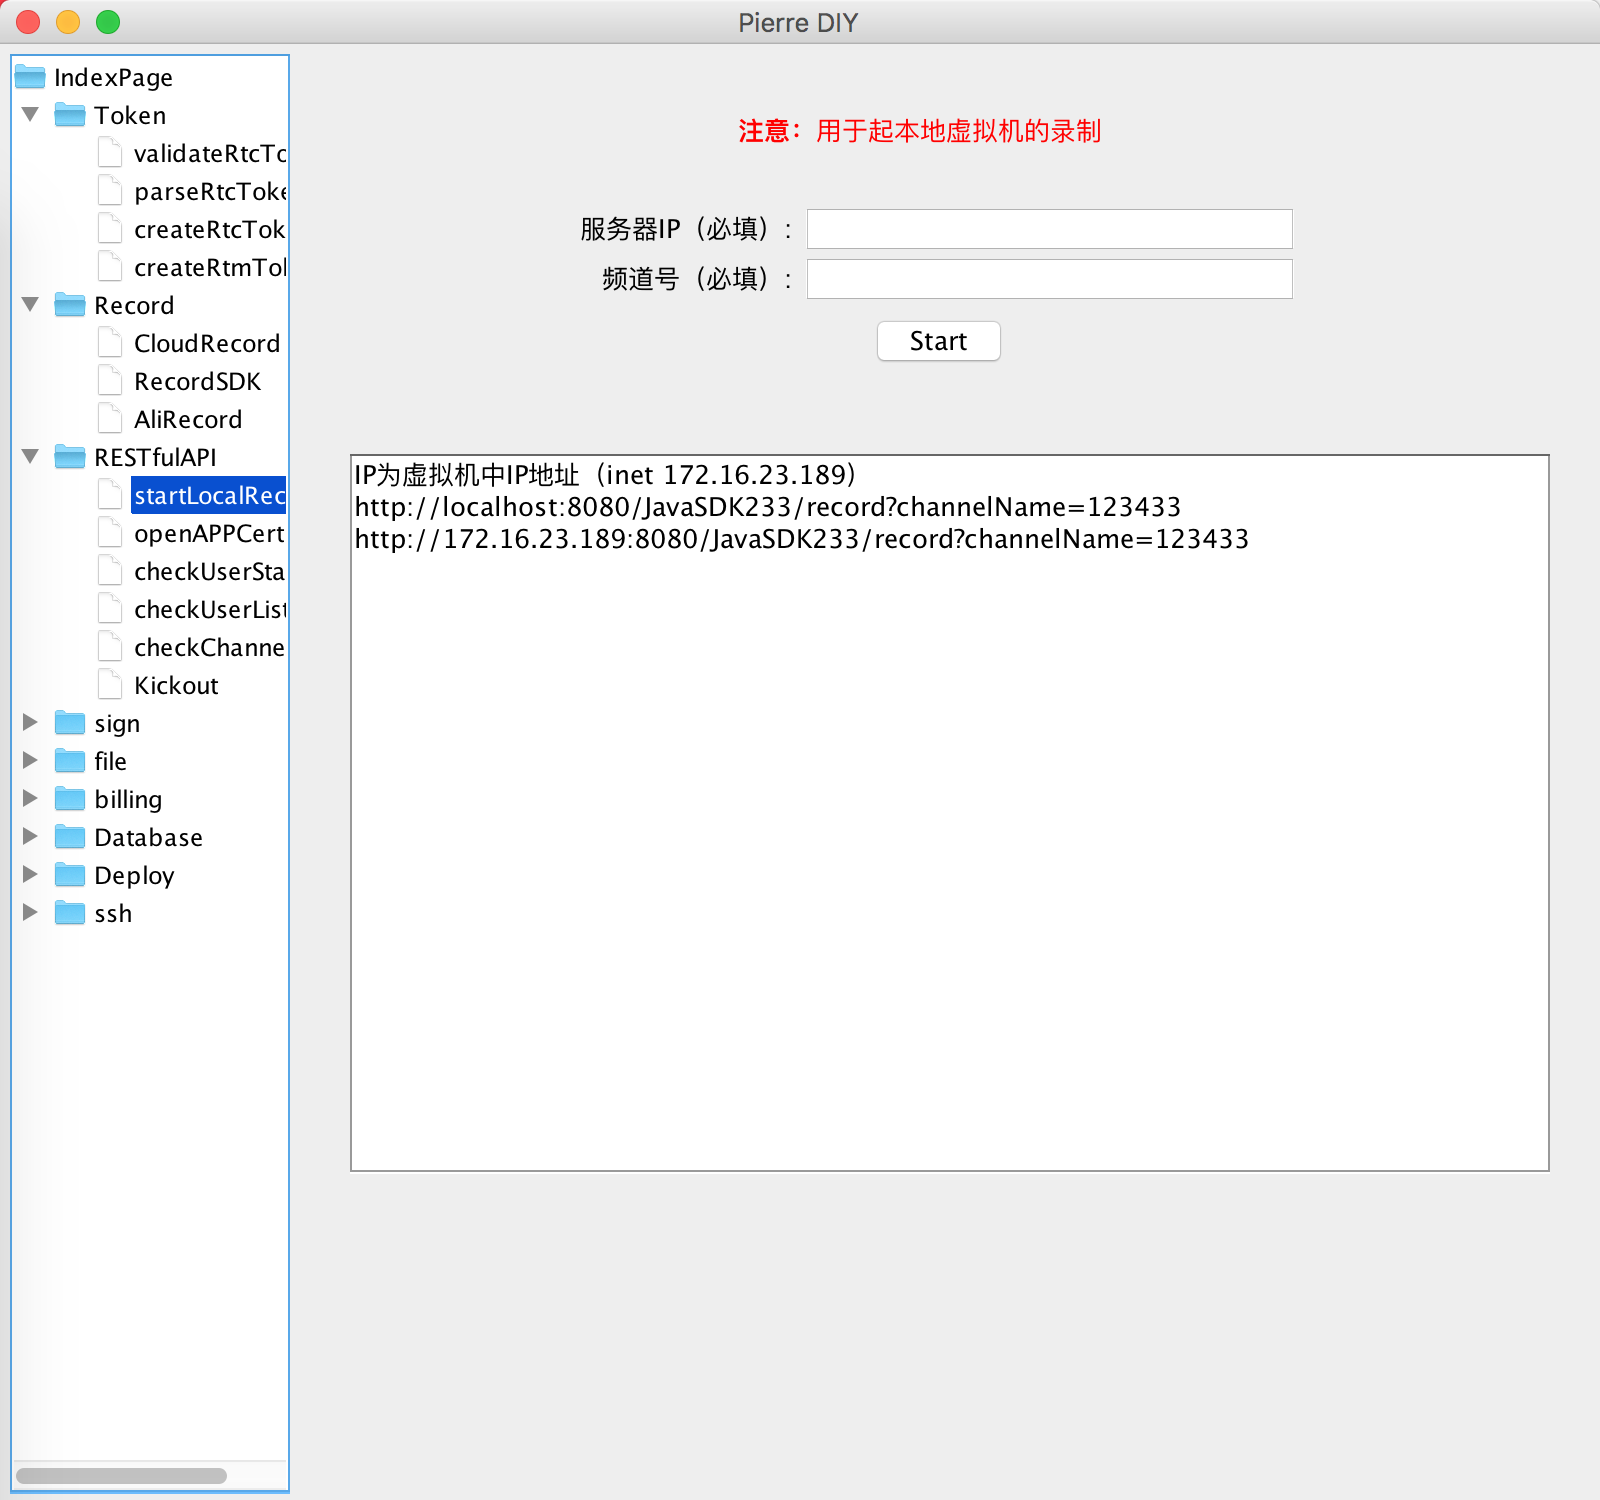 Pierre DIY
IndexPage
Token
validateRtcTo
parseRtcToke
createRtcTok
createRtmTol
Record
CloudRecord
RecordSDK
AliRecord
RESTfulAPI
startLocalRec
openAPPCert
checkUserSta
checkUserList
checkChanne
Kickout
sign
file
billing
Database
Deploy
ssh
注意：用于起本地虚拟机的录制
服务器IP（必填）:
频道号（必填）:
Start
IP为虚拟机中IP地址（inet 172.16.23.189）
http://localhost:8080/JavaSDK233/record?channelName=123433
http://172.16.23.189:8080/JavaSDK233/record?channelName=123433